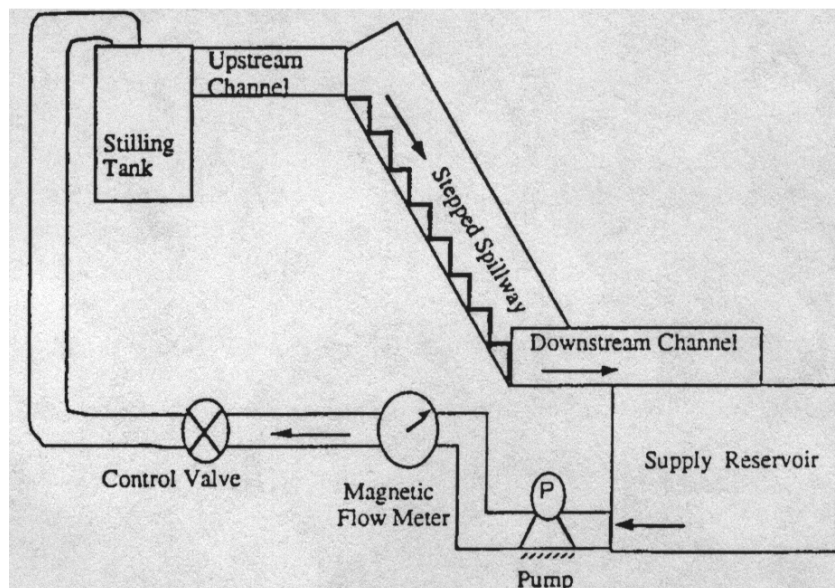 Upstream
Channel
Stilling
Tank
Stepped Spillway
Downstream Channel
Control Valve
Magnetic
Flow Meter
P
Pump
Supply Reservoir